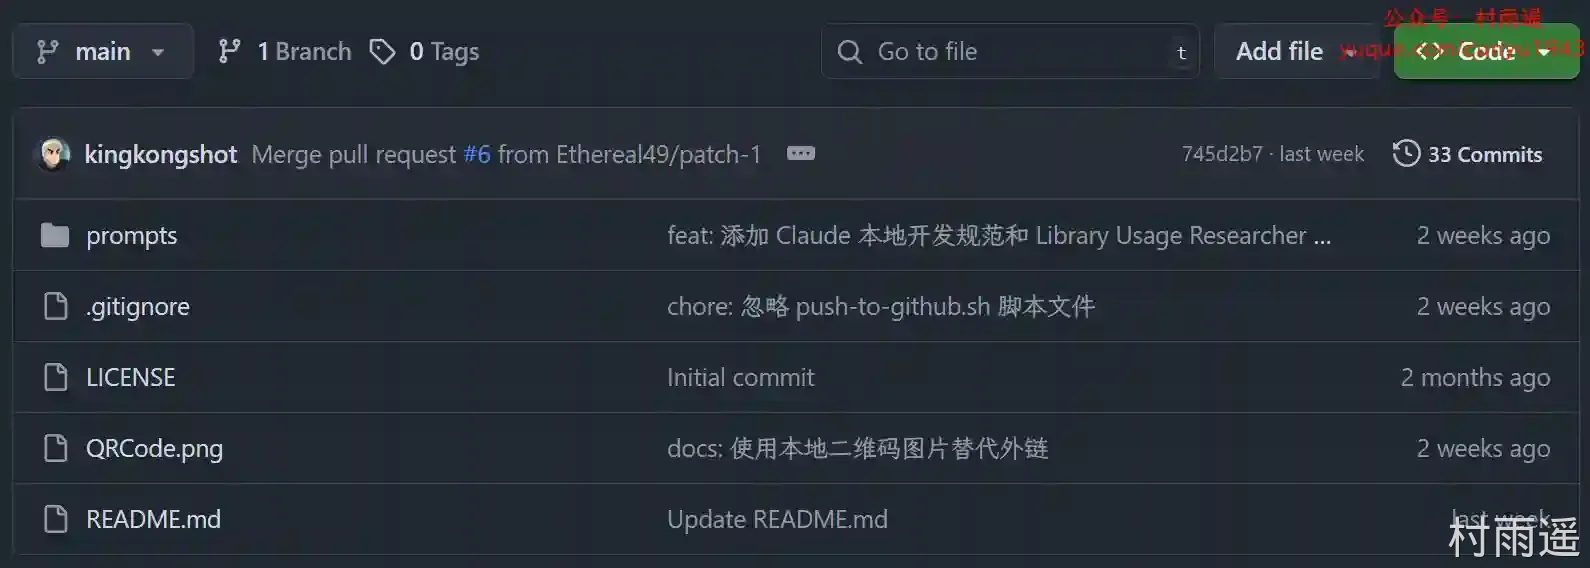 main
1 Branch
0 Tags
Go to file
t
Add file
Code
公众号：村雨遥
yuque.com/cunyu1943
kingkongshot Merge pull request #6 from Ethereal49/patch-1
745d2b7 · last week
33 Commits
prompts
feat: 添加 Claude 本地开发规范和 Library Usage Researcher ...
2 weeks ago
.gitignore
chore: 忽略 push-to-github.sh 脚本文件
2 weeks ago
LICENSE
Initial commit
2 months ago
QRCode.png
docs: 使用本地二维码图片替代外链
2 weeks ago
README.md
Update README.md
last week
村雨遥